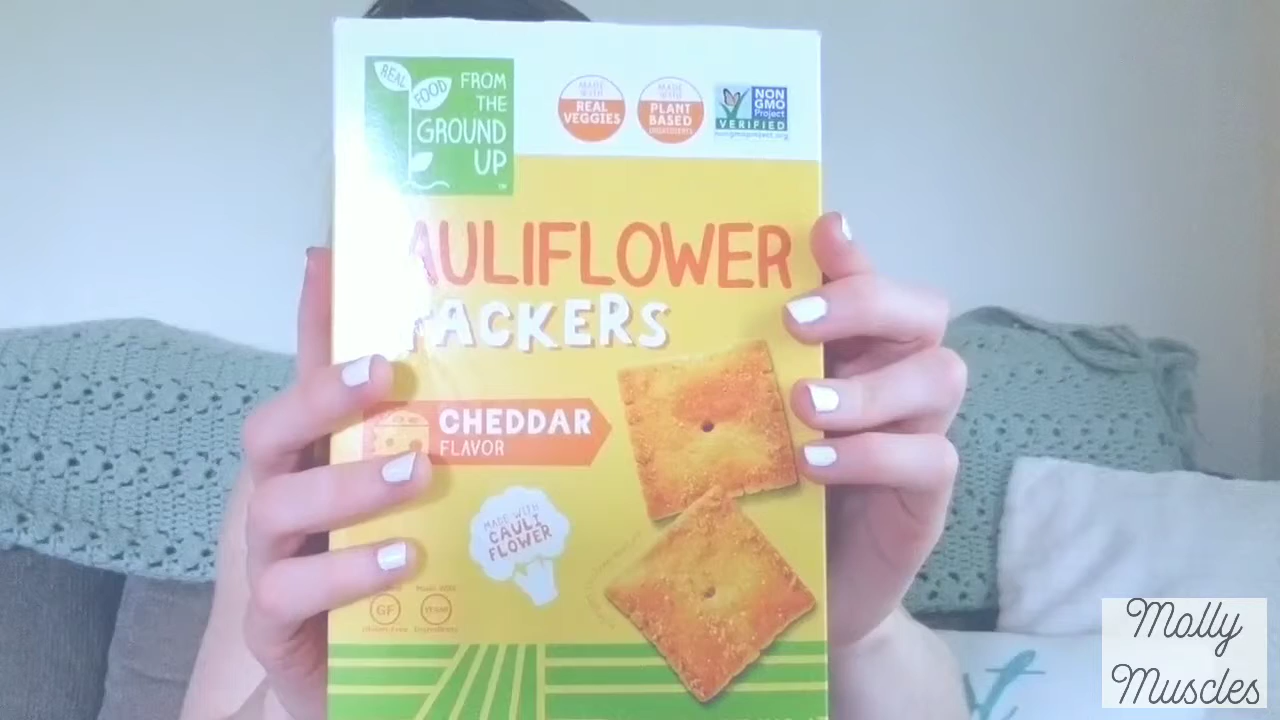 REAL
FOOD
FROM
THE
GROUND
UP
TM
MADE
WITH
REAL
VEGGIES
MADE
WITH
PLANT
BASED
INGREDIENTS
NON
GMO
Project
VERIFIED
nongmoproject.org
AULIFLOWER
ACKERS
CHEDDAR
FLAVOR
MADE WITH
CAULI
FLOWER
GF
Gluten Free
Made With
VEGAN
Ingredients
Molly
Muscles